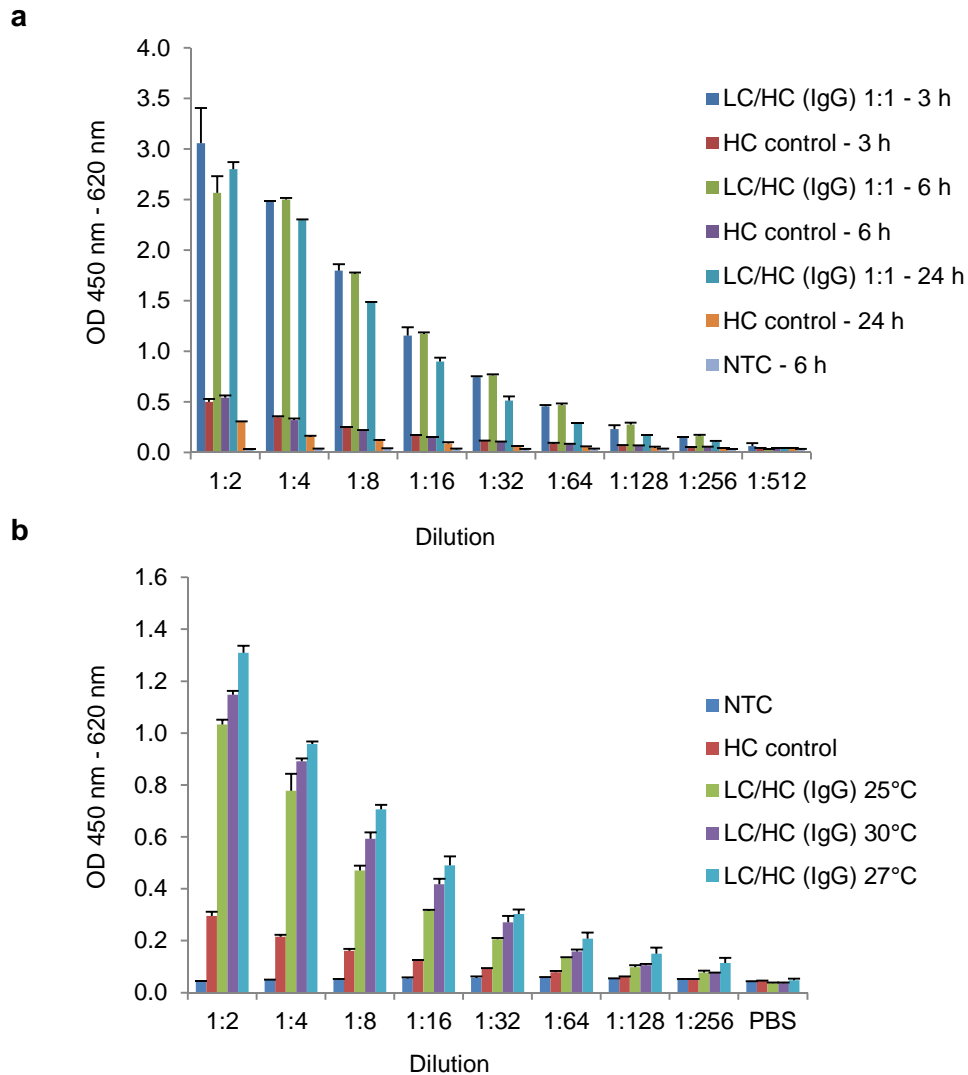 a
4.0
3.5
3.0
2.5
2.0
1.5
1.0
0.5
0.0
OD 450 nm - 620 nm
LC/HC (IgG) 1:1 - 3 h
HC control - 3 h
LC/HC (IgG) 1:1 - 6 h
HC control - 6 h
LC/HC (IgG) 1:1 - 24 h
HC control - 24 h
NTC - 6 h
1:2 1:4 1:8 1:16 1:32 1:64 1:128 1:256 1:512
Dilution
b
1.6
1.4
1.2
1.0
0.8
0.6
0.4
0.2
0.0
OD 450 nm - 620 nm
NTC
HC control
LC/HC (IgG) 25°C
LC/HC (IgG) 30°C
LC/HC (IgG) 27°C
1:2 1:4 1:8 1:16 1:32 1:64 1:128 1:256 PBS
Dilution